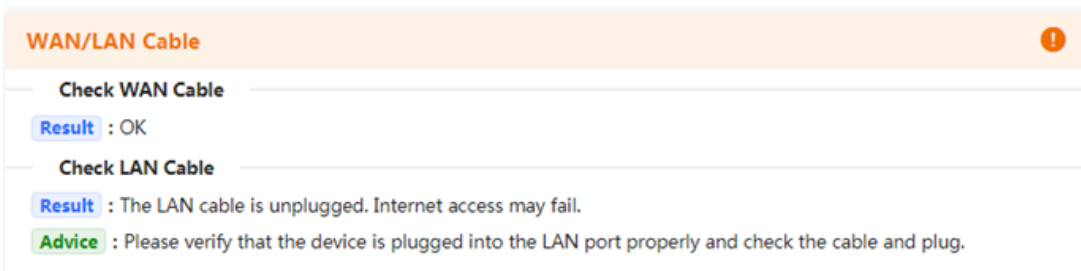 WAN/LAN Cable
Check WAN Cable
Result : OK
Check LAN Cable
Result : The LAN cable is unplugged. Internet access may fail.
Advice : Please verify that the device is plugged into the LAN port properly and check the cable and plug.